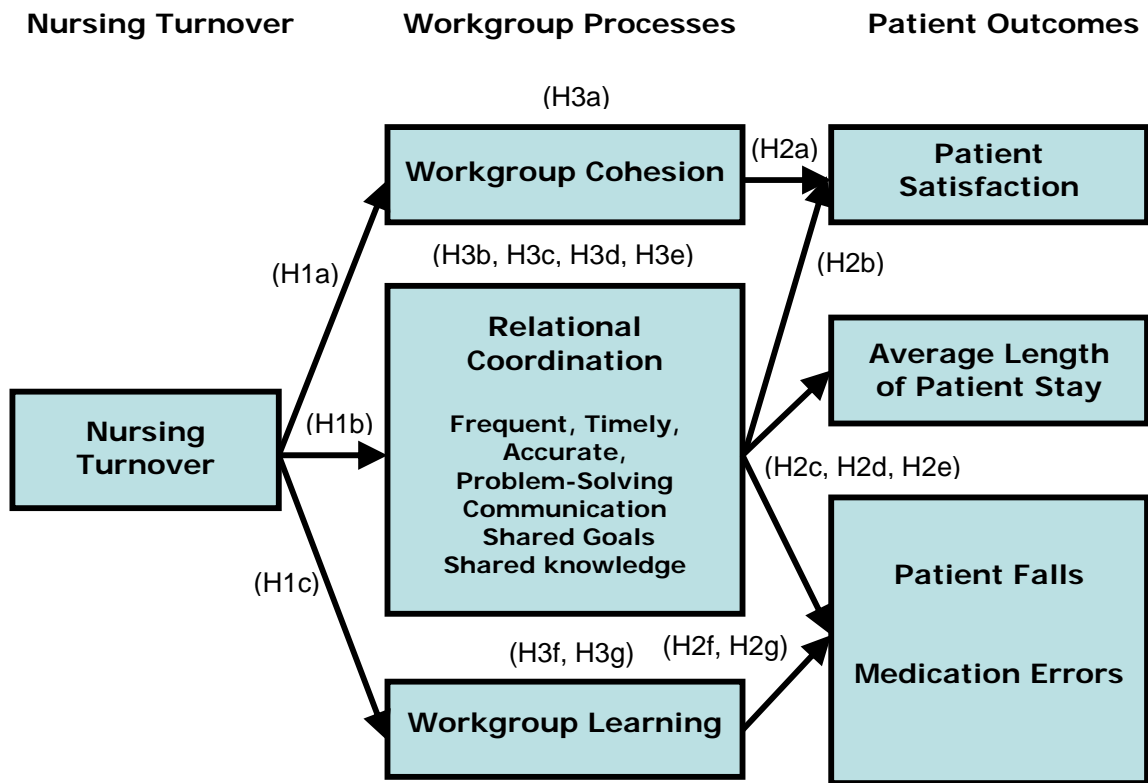 Nursing Turnover
Workgroup Processes
Patient Outcomes
(H3a)
Workgroup Cohesion
(H2a)
Patient
Satisfaction
(H1a)
(H3b, H3c, H3d, H3e)
(H2b)
Relational
Coordination
Frequent, Timely,
Accurate,
Problem-Solving
Communication
Shared Goals
Shared knowledge
Average Length
of Patient Stay
Nursing
Turnover
(H1b)
(H2c, H2d, H2e)
(H1c)
Patient Falls
Medication Errors
(H3f, H3g)
(H2f, H2g)
Workgroup Learning